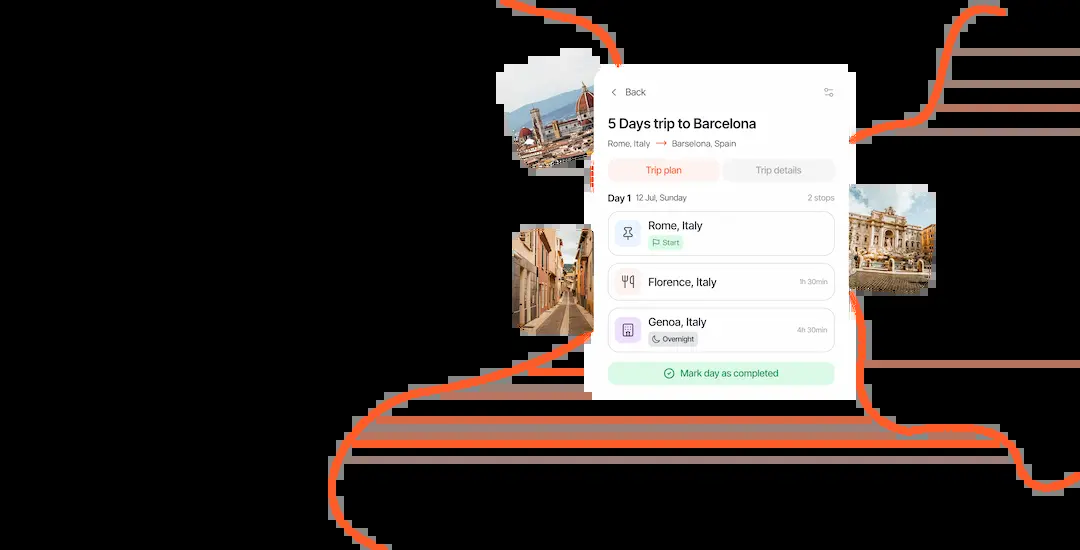 Back
5 Days trip to Barcelona
Rome, Italy → Barselona, Spain
Trip plan
Trip details
Day 1 12 Jul, Sunday 2 stops
Rome, Italy
Start
Florence, Italy 1h 30min
Genoa, Italy 4h 30min
Overnight
Mark day as completed